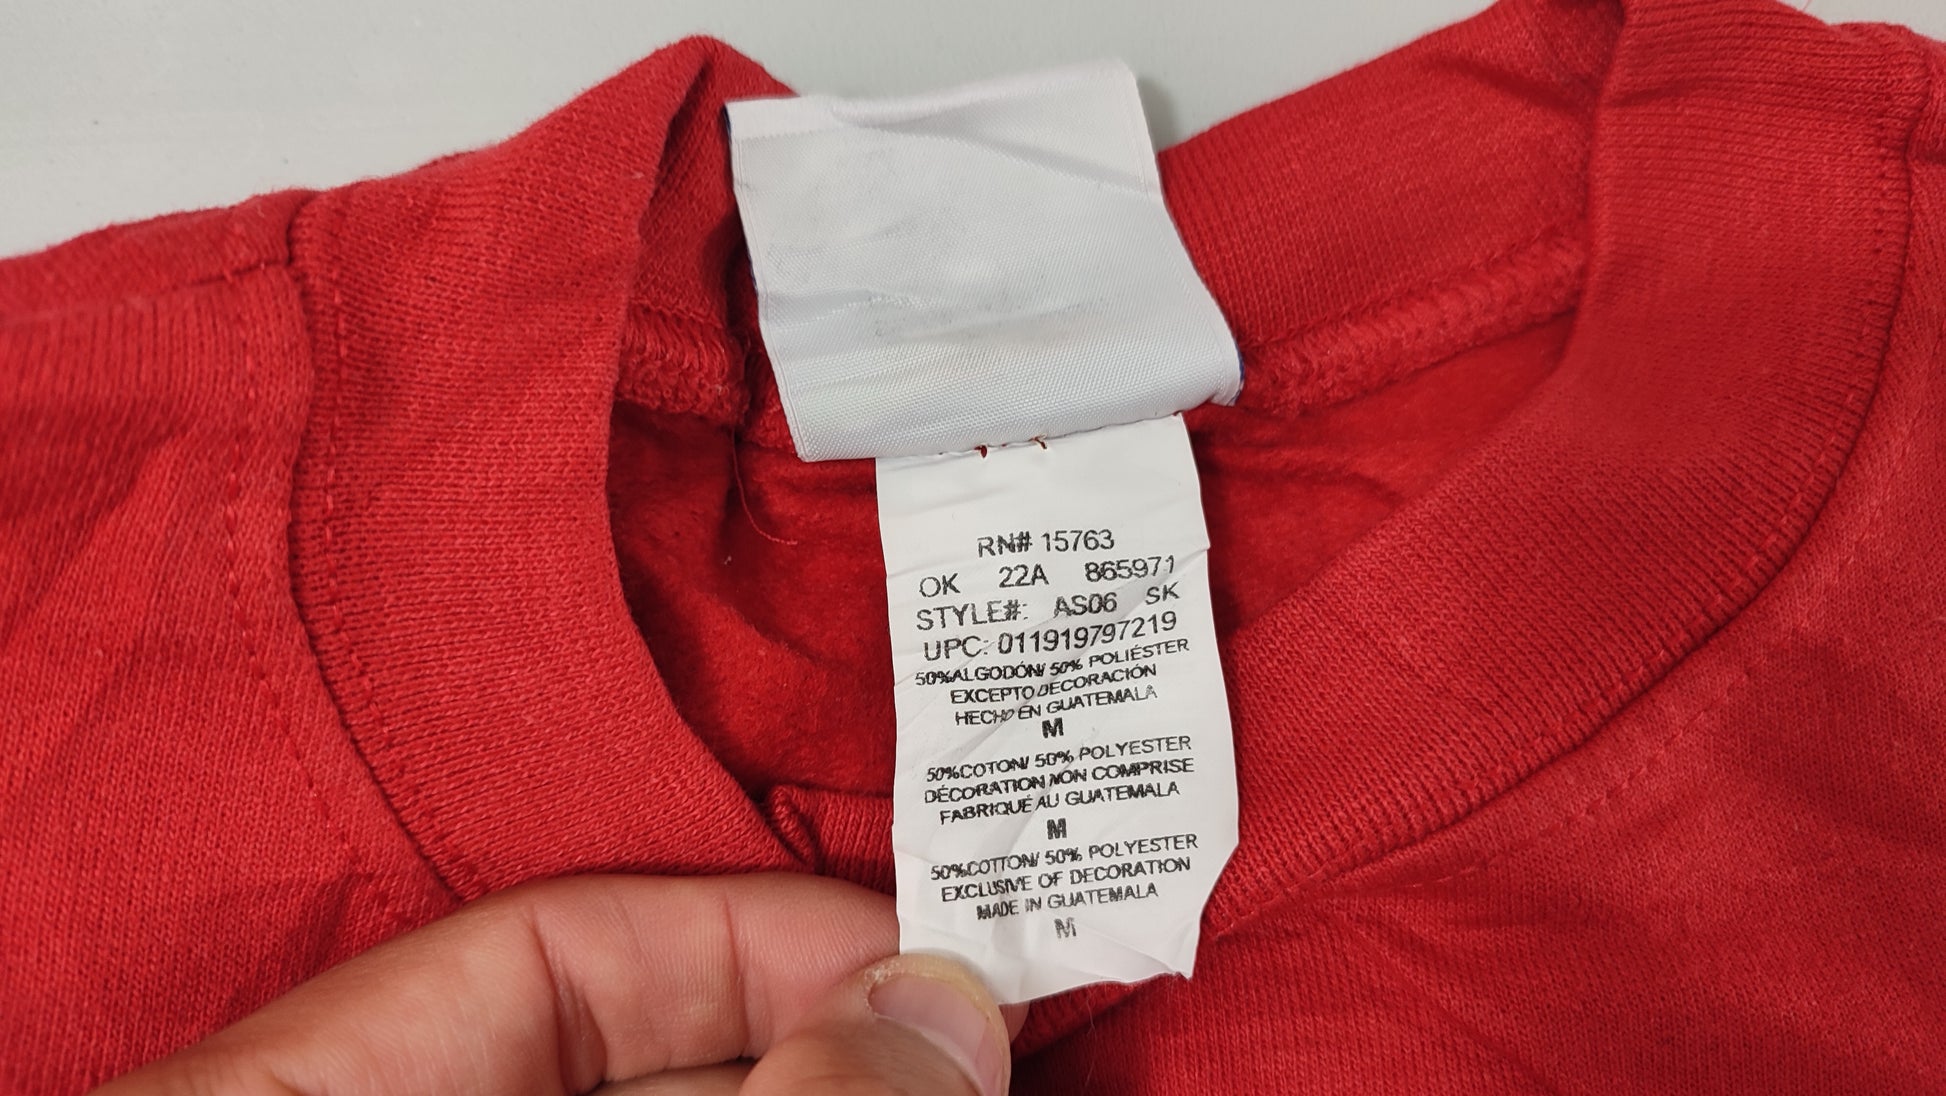 RN# 15763
OK 22A 865971
STYLE#: AS06 SK
UPC: 011919797219
50%ALGODÓN/ 50% POLIÉSTER
EXCEPTO DECORACIÓN
HECHO EN GUATEMALA
M
50%COTON/ 50% POLYESTER
DÉCORATION NON COMPRISE
FABRIQUÉ AU GUATEMALA
M
50%COTTON/ 50% POLYESTER
EXCLUSIVE OF DECORATION
MADE IN GUATEMALA
M